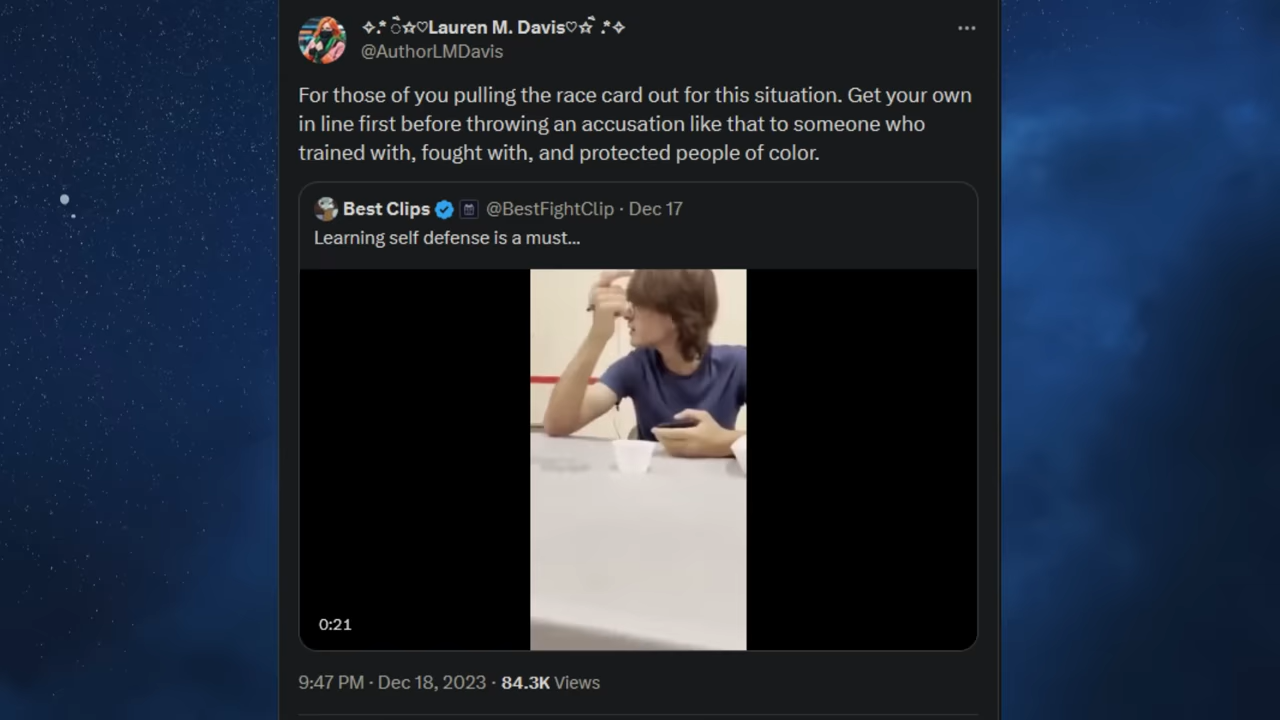 ✧.* ੈ☆♡Lauren M. Davis♡☆ ੈ .*✧
@AuthorLMDavis
For those of you pulling the race card out for this situation. Get your own
in line first before throwing an accusation like that to someone who
trained with, fought with, and protected people of color.
Best Clips @BestFightClip · Dec 17
Learning self defense is a must...
0:21
9:47 PM · Dec 18, 2023 · 84.3K Views